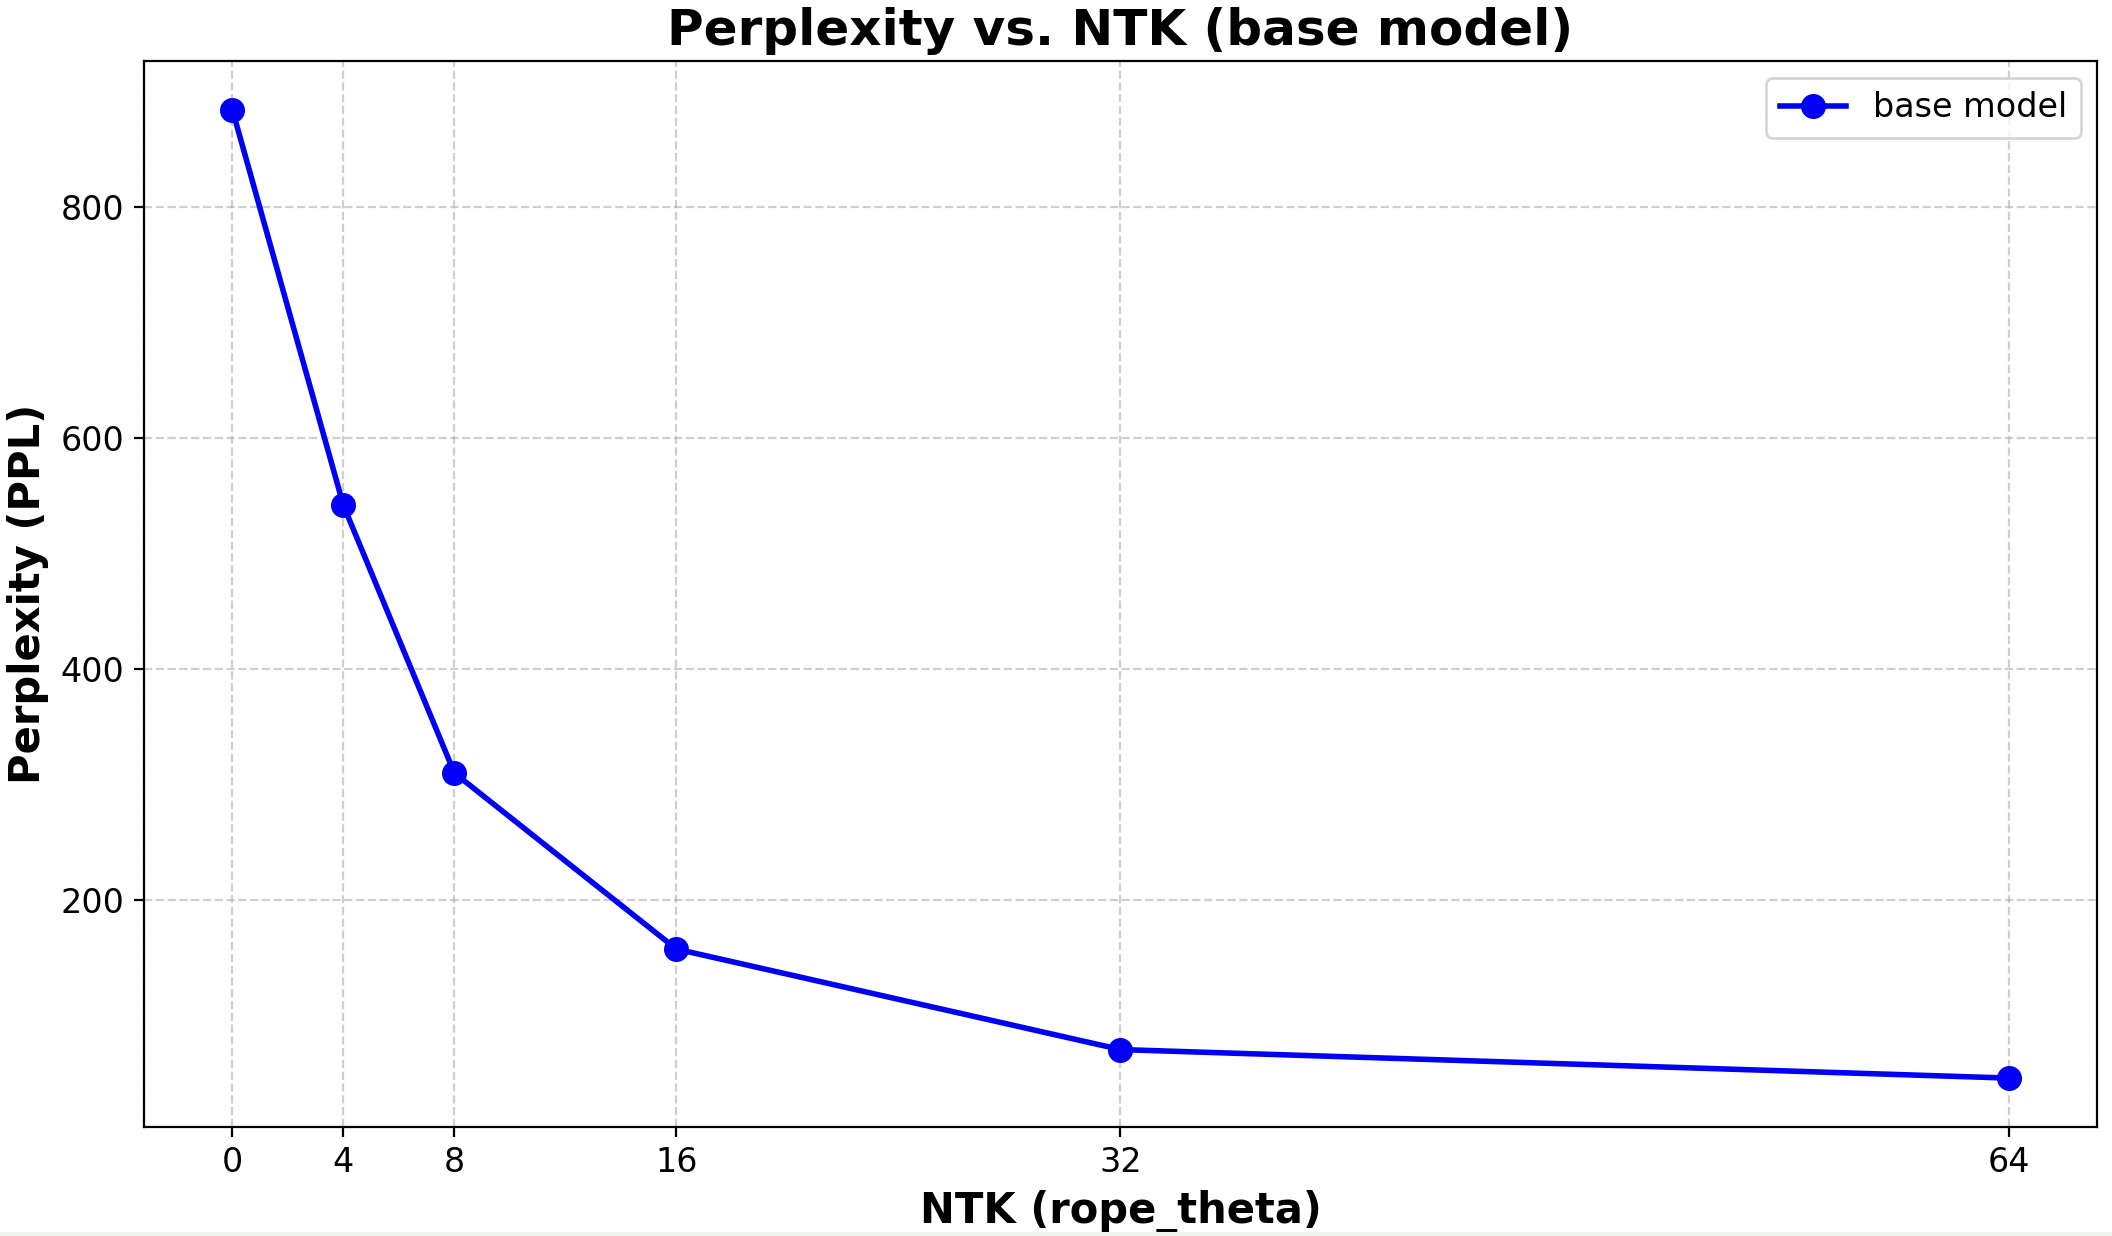 Perplexity vs. NTK (base model)
base model
Perplexity (PPL)
800
600
400
200
0 4 8 16 32 64
NTK (rope_theta)